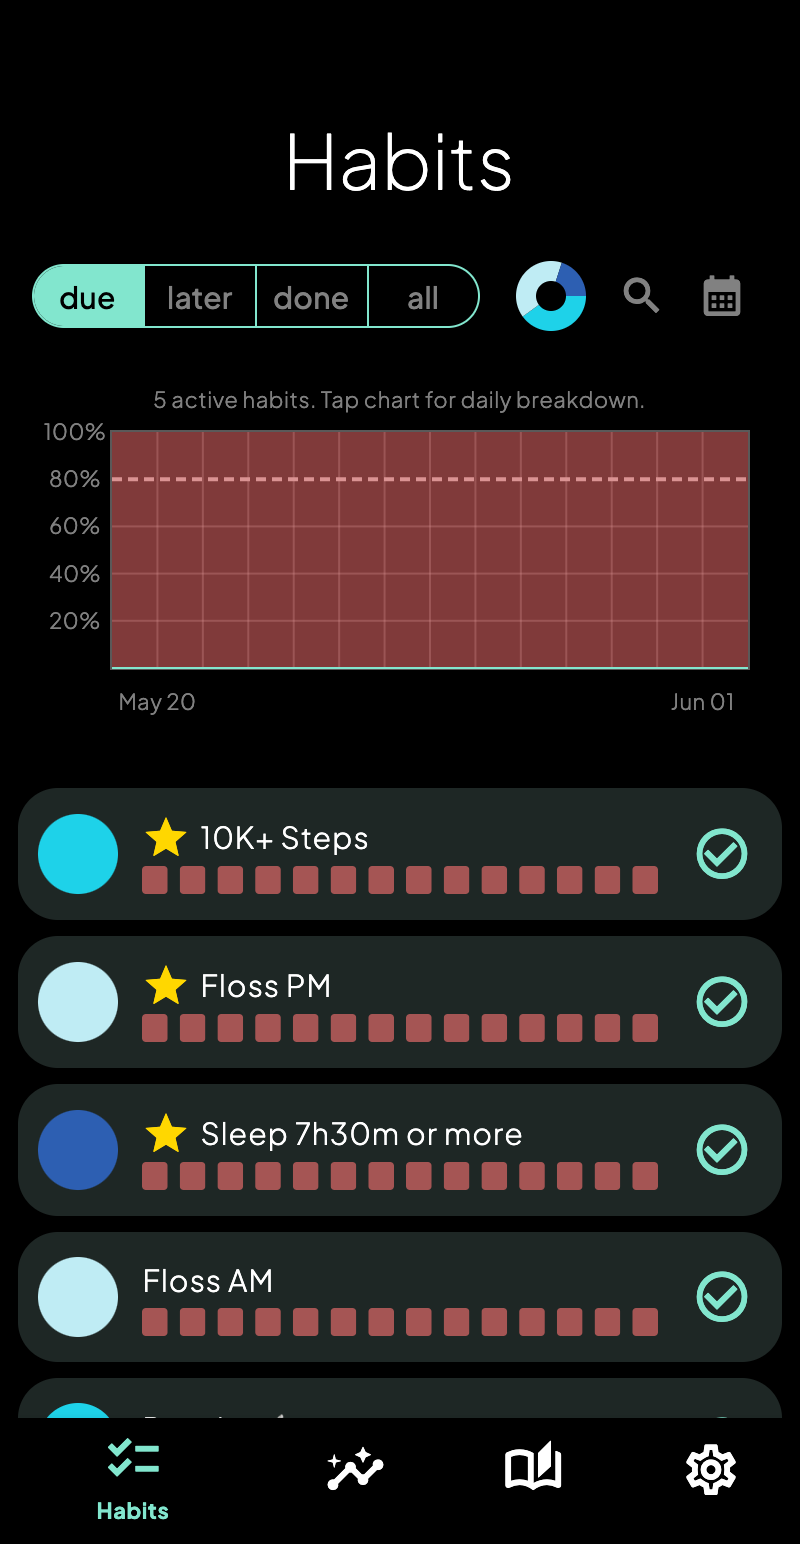 Habits
due later done all
5 active habits. Tap chart for daily breakdown.
100%
80%
60%
40%
20%
May 20 Jun 01
10K+ Steps
Floss PM
Sleep 7h30m or more
Floss AM
Habits